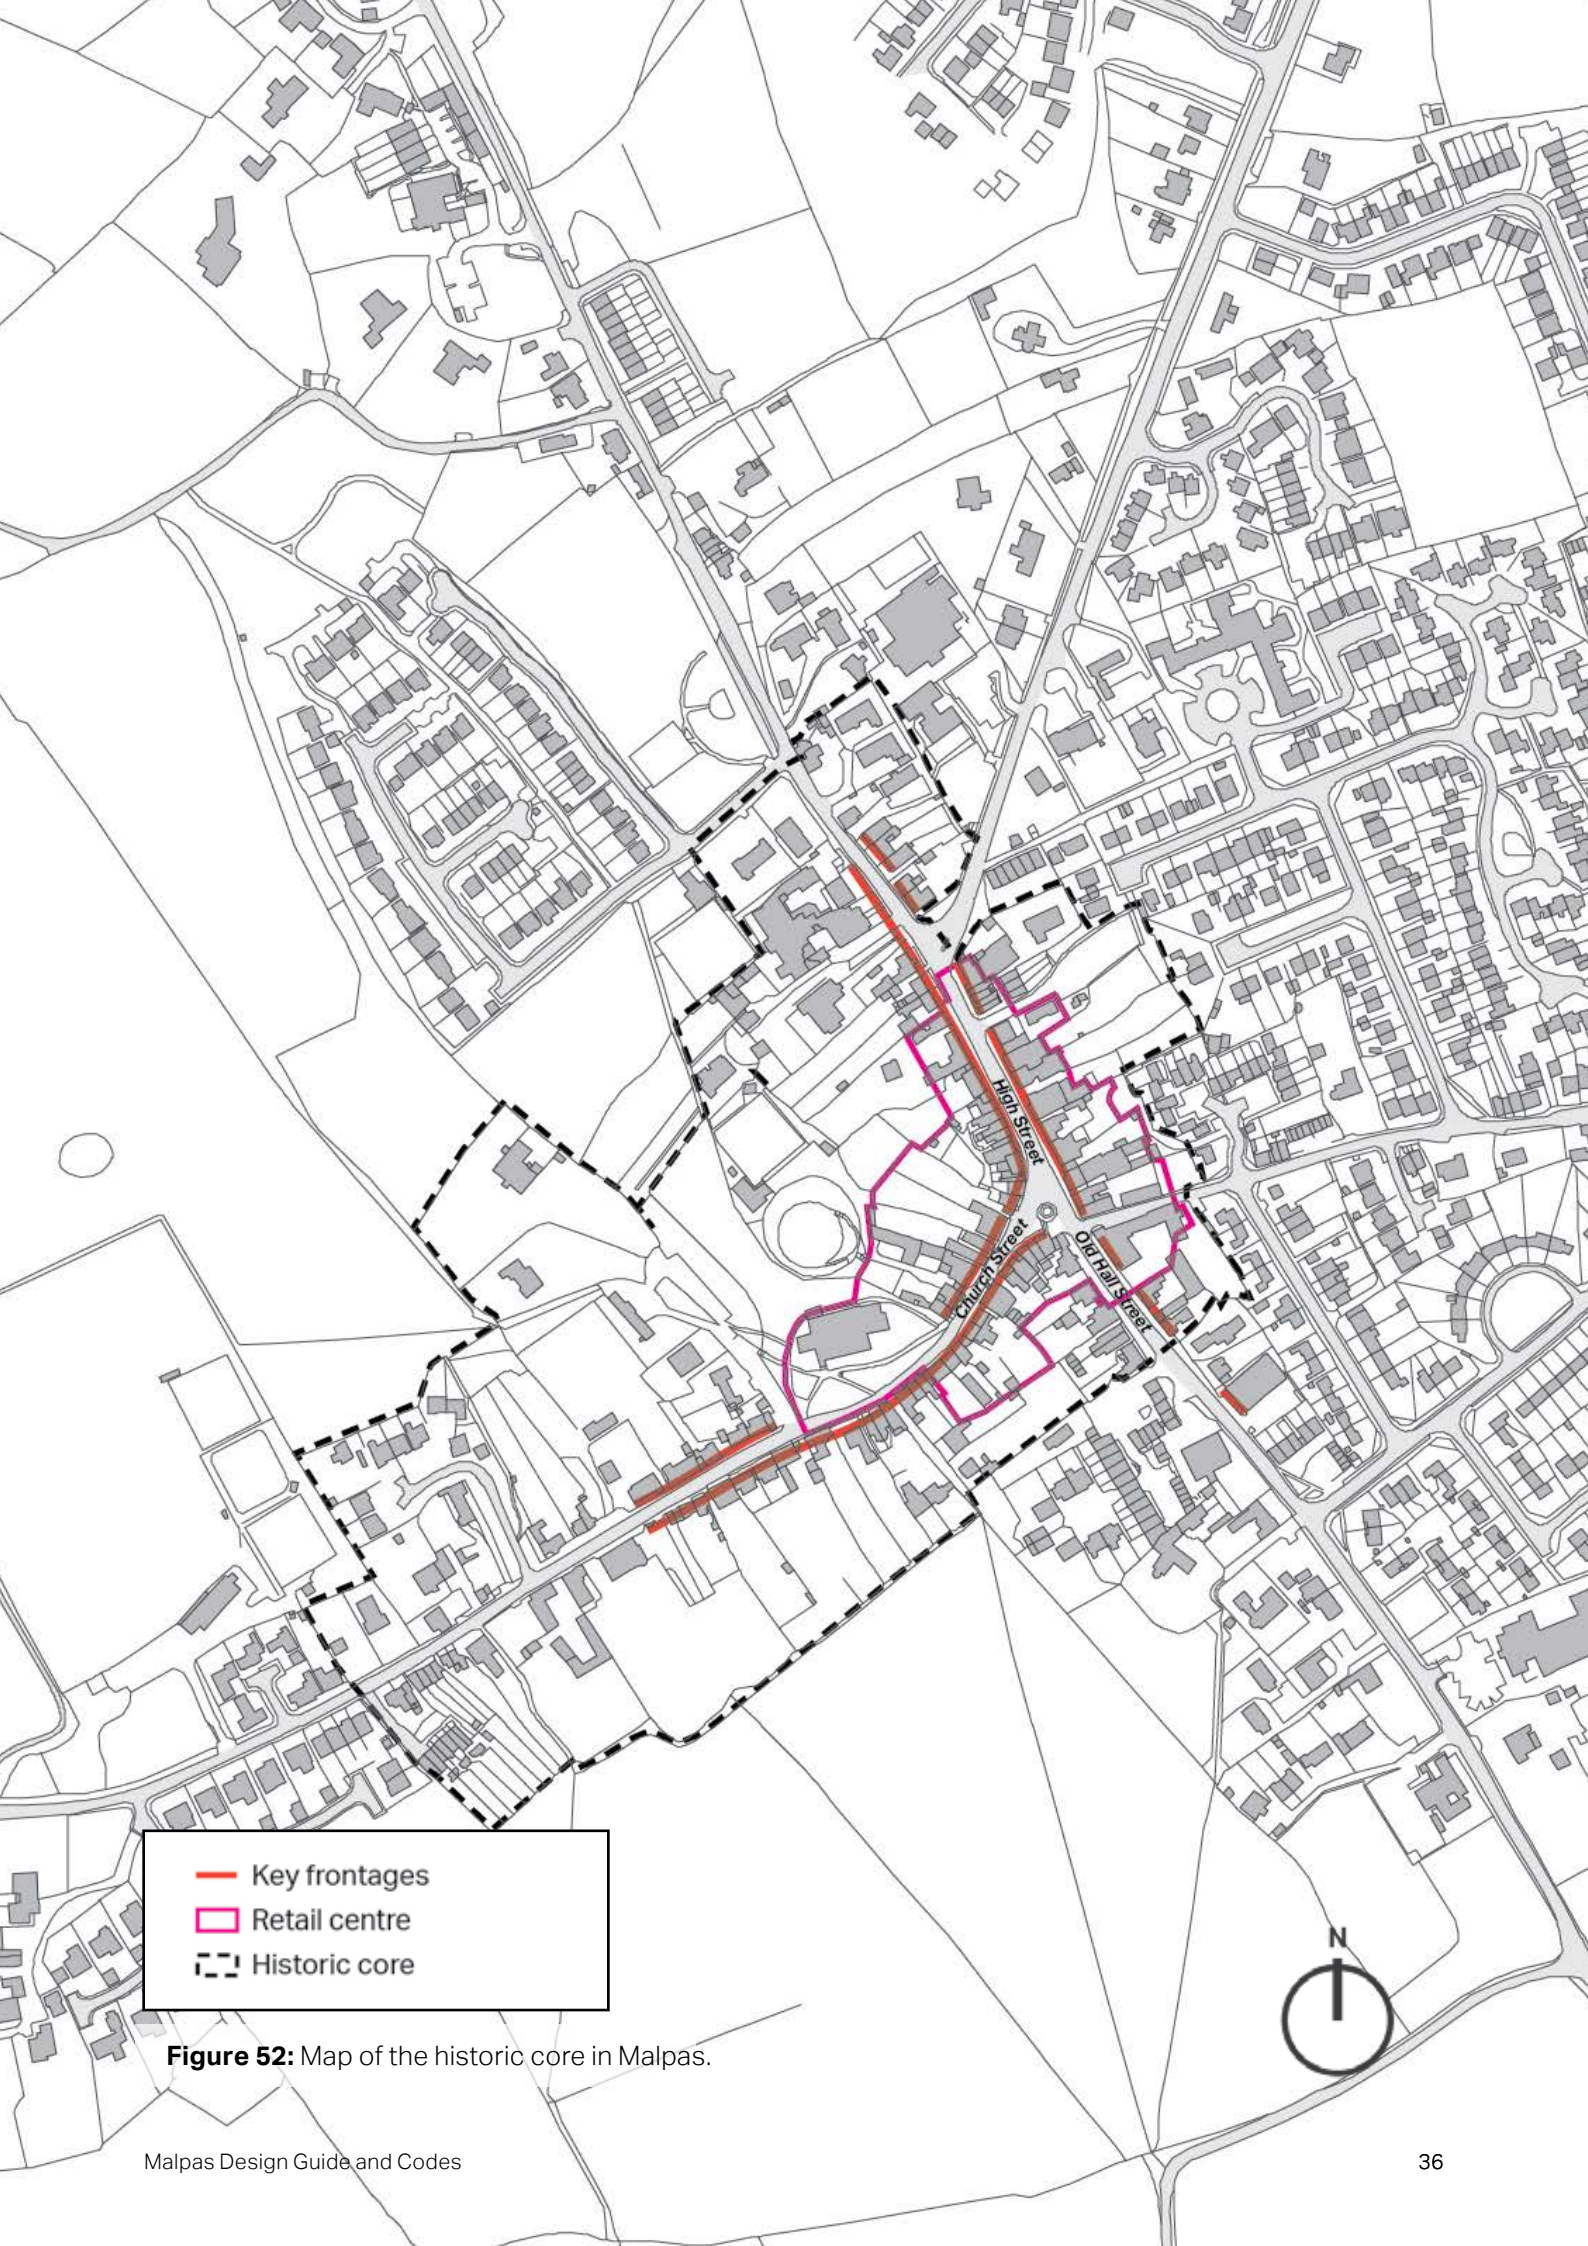 High Street
Church Street
Old Hall Street
Key frontages
Retail centre
Historic core
N
Figure 52: Map of the historic core in Malpas.
Malpas Design Guide and Codes
36